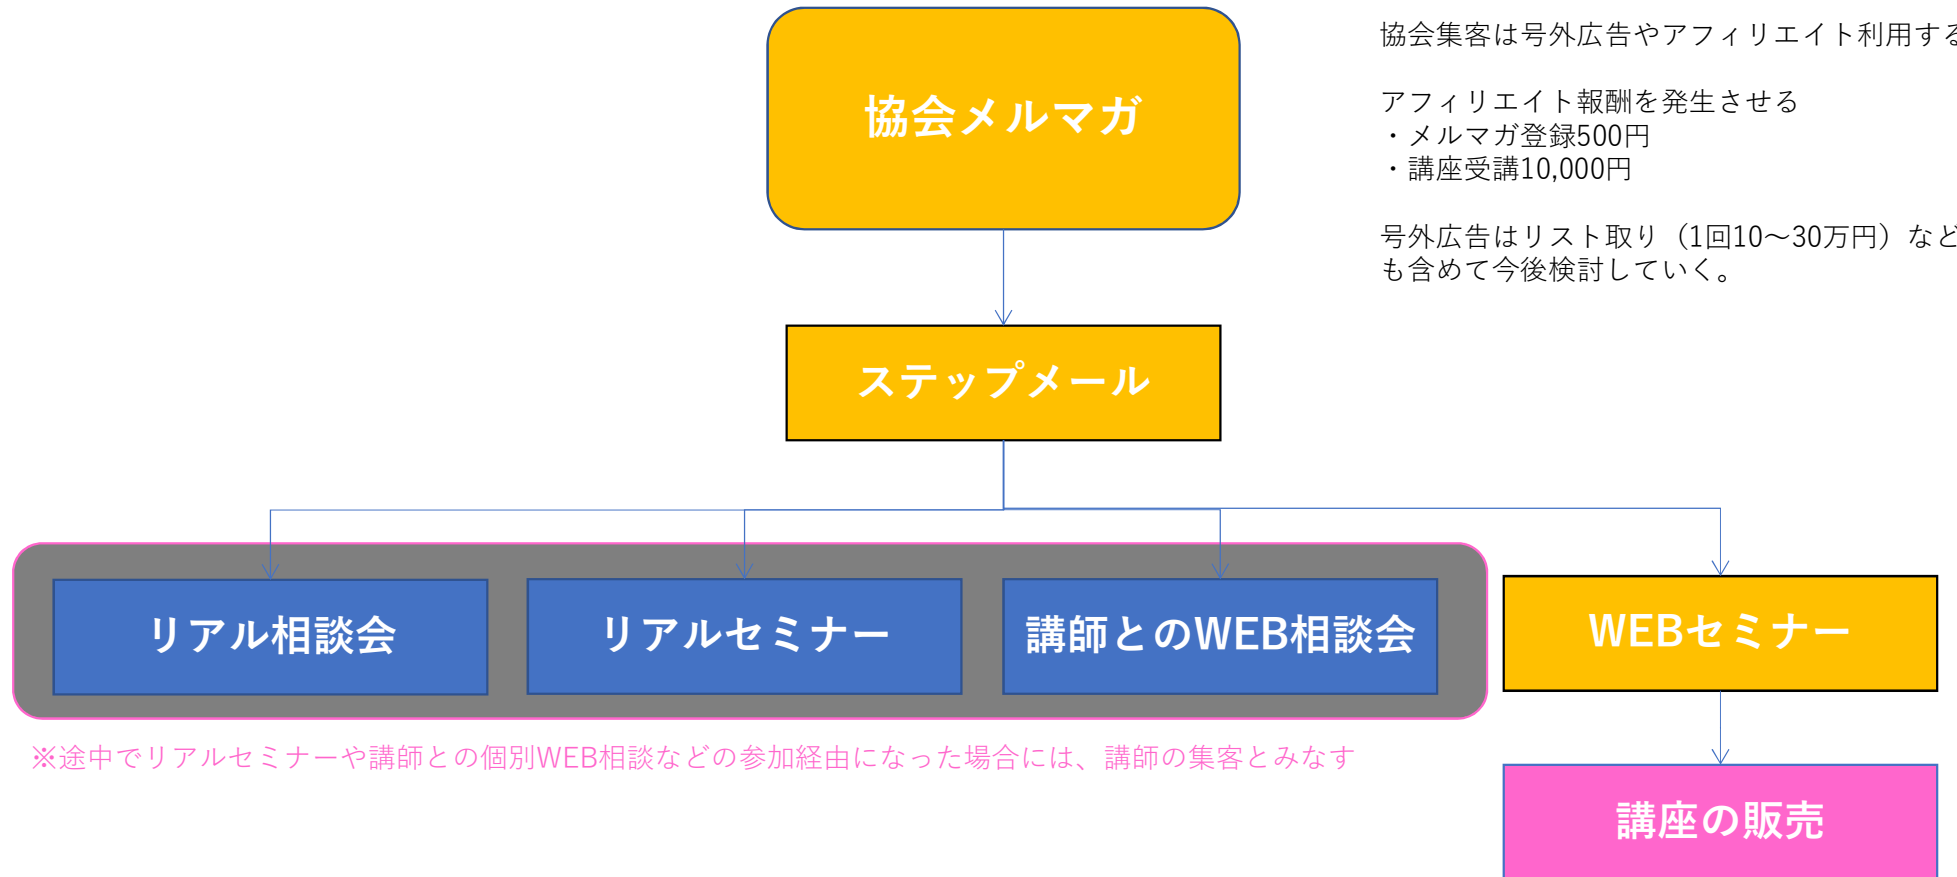 協会メルマガ
協会集客は号外広告やアフィリエイト利用する
アフィリエイト報酬を発生させる
・メルマガ登録500円
・講座受講10,000円
号外広告はリスト取り（1回10～30万円）など
も含めて今後検討していく。
ステップメール
リアル相談会
リアルセミナー
講師とのWEB相談会
WEBセミナー
※途中でリアルセミナーや講師との個別WEB相談などの参加経由になった場合には、講師の集客とみなす
講座の販売